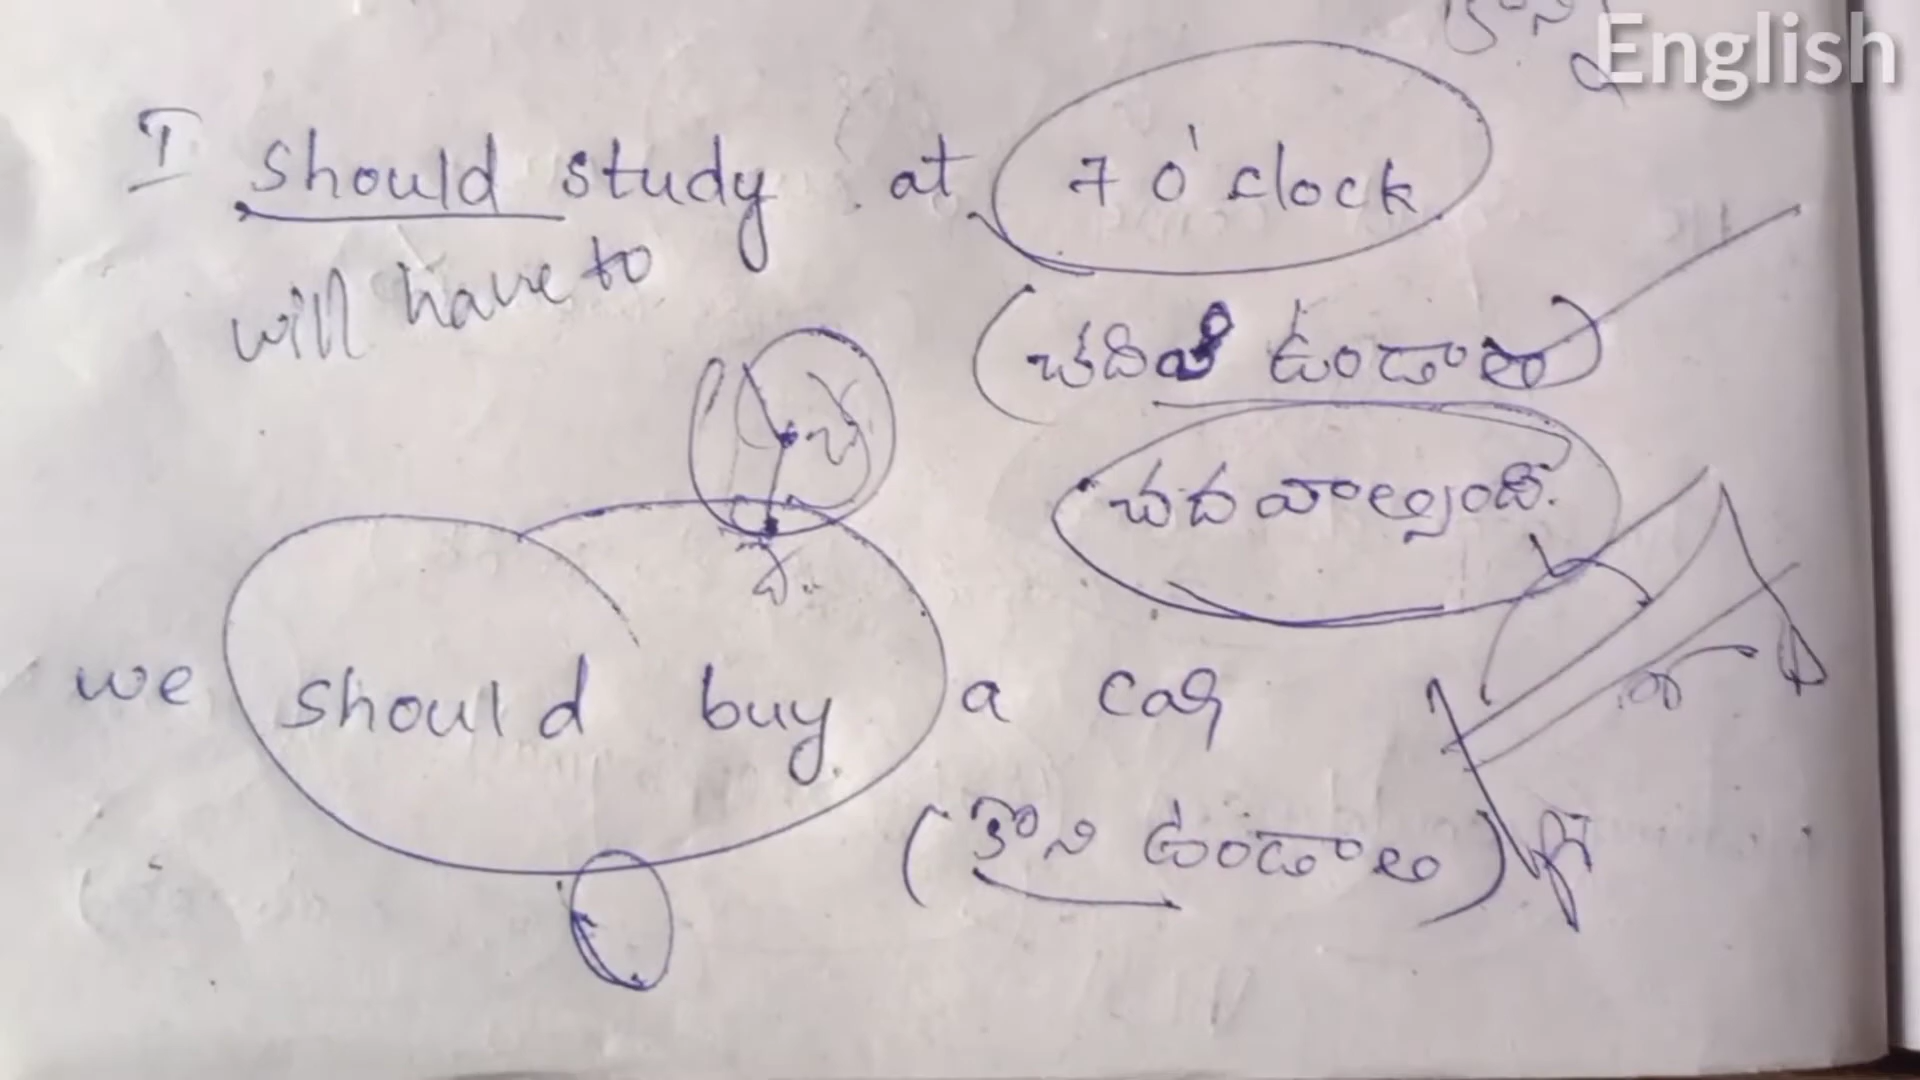 English
I should study at 7 o'clock
will have to
(చదివి ఉండాలి)
చదవాల్సింది.
we should buy a car
(కొని ఉండాలి)